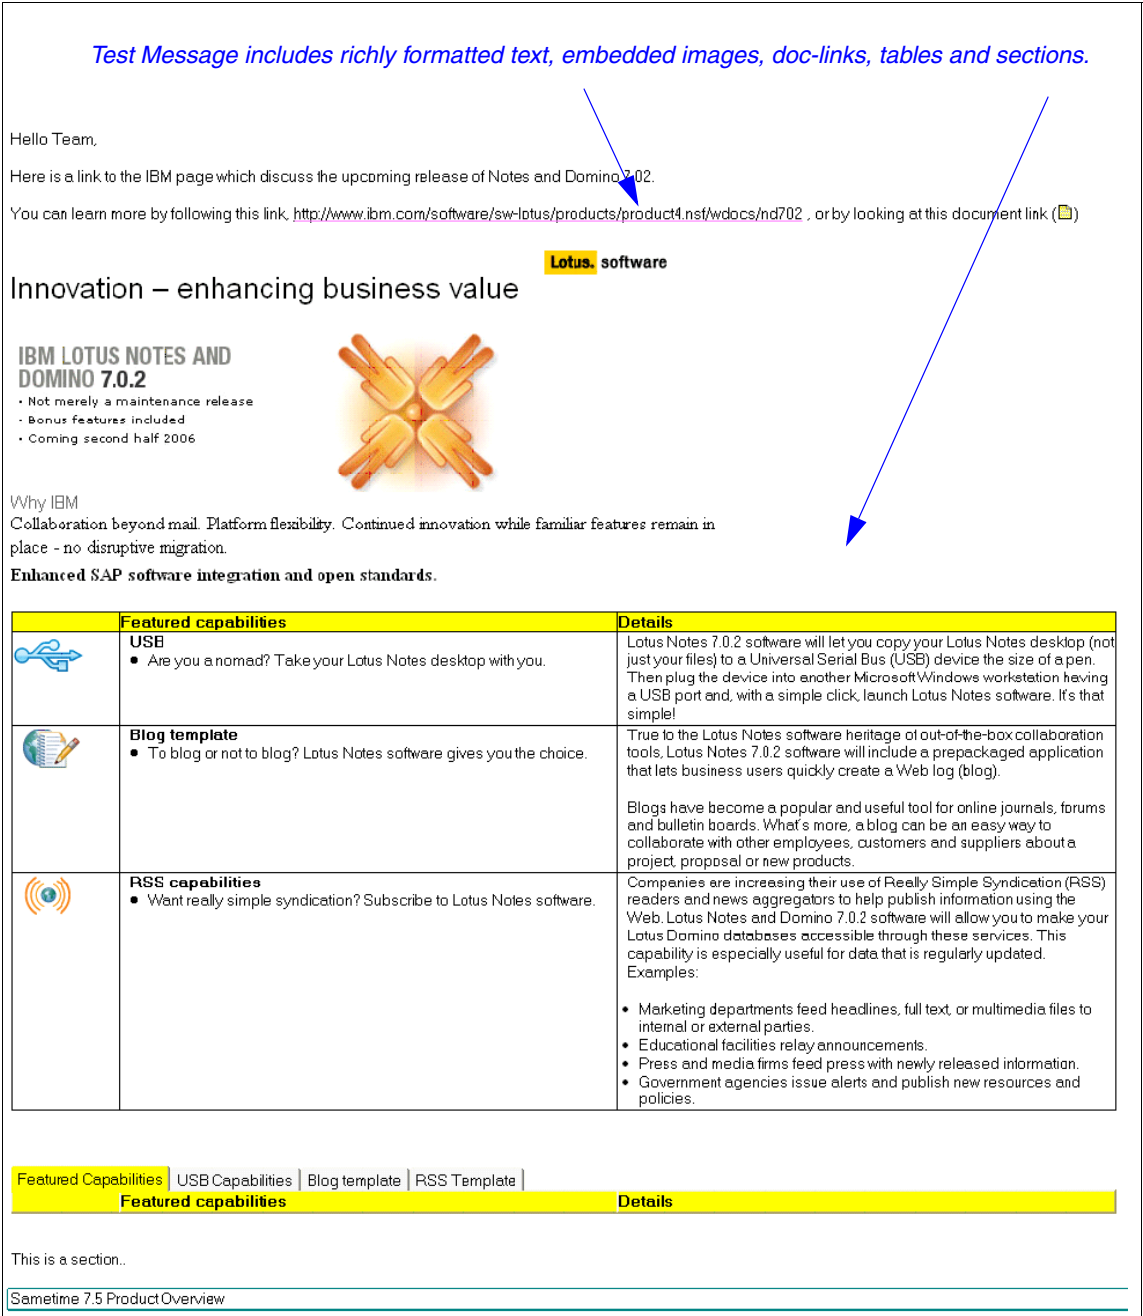 Test Message includes richly formatted text, embedded images, doc-links, tables and sections.
Hello Team,
Here is a link to the IBM page which discuss the upcoming release of Notes and Domino 7.02.
You can learn more by following this link, http://www.ibm.com/software/sw-lotus/products/product4.nsf/wdocs/nd702 , or by looking at this document link ( )
Lotus. software
Innovation – enhancing business value
IBM LOTUS NOTES AND
DOMINO 7.0.2
• Not merely a maintenance release
• Bonus features included
• Coming second half 2006
Why IBM
Collaboration beyond mail. Platform flexibility. Continued innovation while familiar features remain in
place - no disruptive migration.
Enhanced SAP software integration and open standards.
Featured capabilities Details
USB
• Are you a nomad? Take your Lotus Notes desktop with you.
Lotus Notes 7.0.2 software will let you copy your Lotus Notes desktop (not
just your files) to a Universal Serial Bus (USB) device the size of a pen.
Then plug the device into another Microsoft Windows workstation having
a USB port and, with a simple click, launch Lotus Notes software. It's that
simple!
Blog template
• To blog or not to blog? Lotus Notes software gives you the choice.
True to the Lotus Notes software heritage of out-of-the-box collaboration
tools, Lotus Notes 7.0.2 software will include a prepackaged application
that lets business users quickly create a Web log (blog).
Blogs have become a popular and useful tool for online journals, forums
and bulletin boards. What's more, a blog can be an easy way to
collaborate with other employees, customers and suppliers about a
project, proposal or new products.
RSS capabilities
• Want really simple syndication? Subscribe to Lotus Notes software.
Companies are increasing their use of Really Simple Syndication (RSS)
readers and news aggregators to help publish information using the
Web. Lotus Notes and Domino 7.0.2 software will allow you to make your
Lotus Domino databases accessible through these services. This
capability is especially useful for data that is regularly updated.
Examples:
• Marketing departments feed headlines, full text, or multimedia files to
internal or external parties.
• Educational facilities relay announcements.
• Press and media firms feed press with newly released information.
• Government agencies issue alerts and publish new resources and
policies.
Featured Capabilities USB Capabilities Blog template RSS Template
Featured capabilities Details
This is a section..
Sametime 7.5 Product Overview